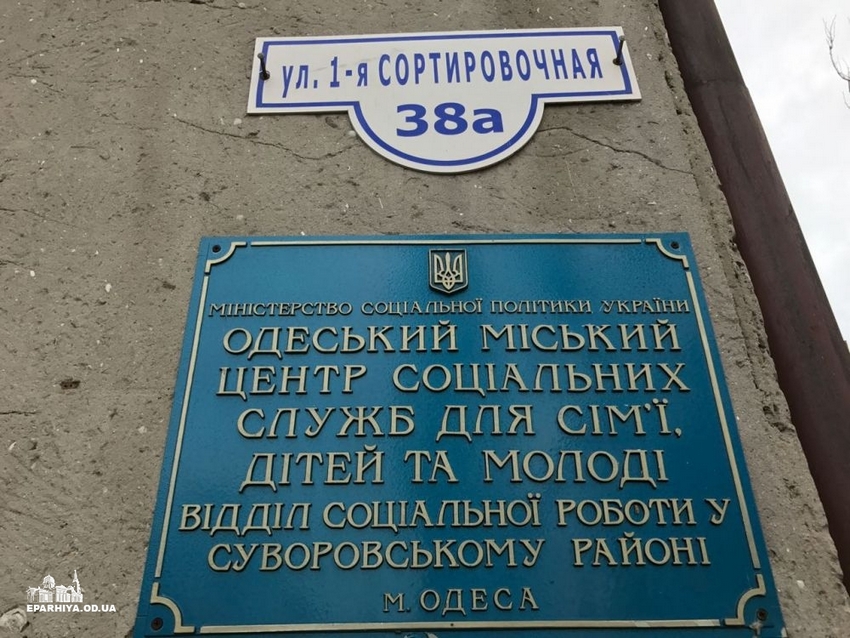 ул. 1-я СОРТИРОВОЧНАЯ
38а
МІНІСТЕРСТВО СОЦІАЛЬНОЇ ПОЛІТИКИ УКРАЇНИ
ОДЕСЬКИЙ МІСЬКИЙ
ЦЕНТР СОЦІАЛЬНИХ
СЛУЖБ ДЛЯ СІМ'Ї,
ДІТЕЙ ТА МОЛОДІ
ВІДДІЛ СОЦІАЛЬНОЇ РОБОТИ У
СУВОРОВСЬКОМУ РАЙОНІ
М. ОДЕСА
EPARHIYA.OD.UA